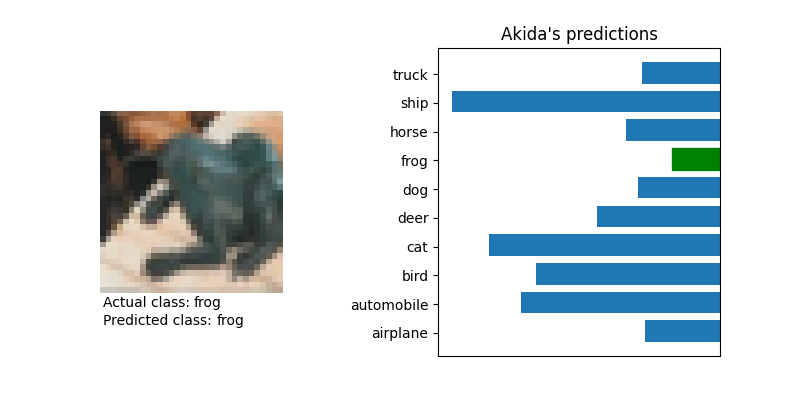 Akida's predictions
truck
ship
horse
frog
dog
deer
cat
bird
automobile
airplane
Actual class: frog
Predicted class: frog